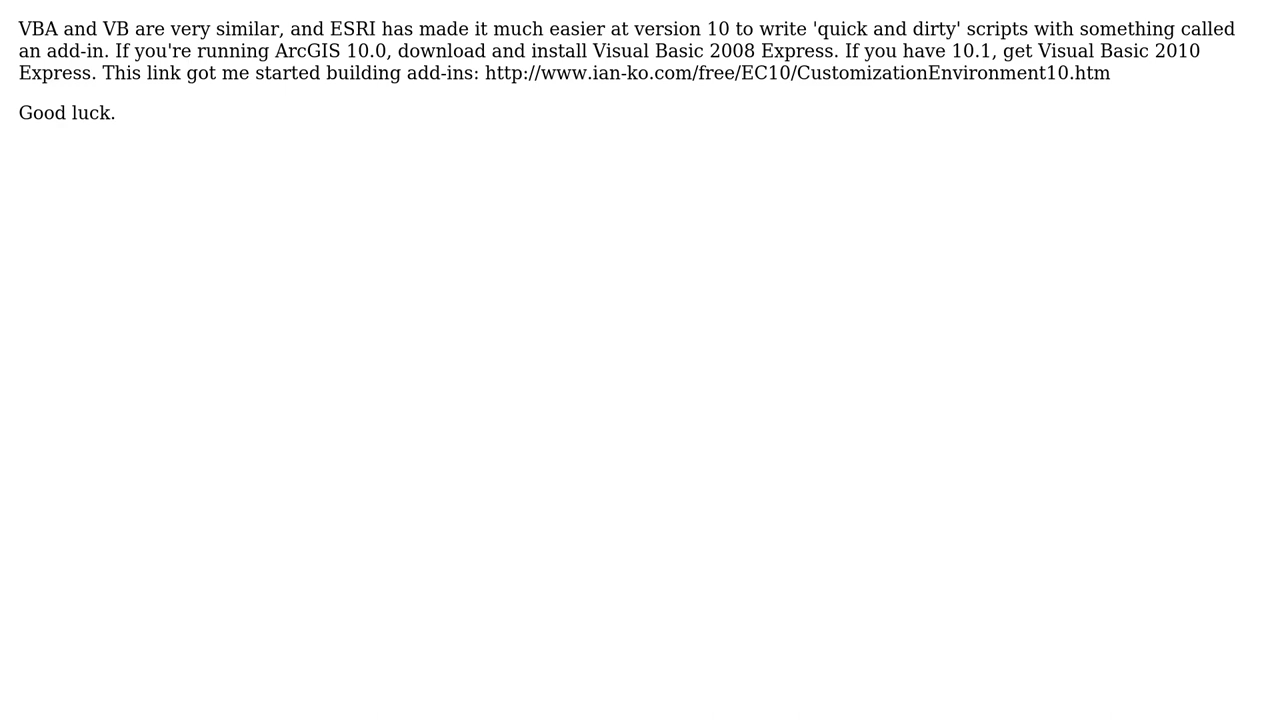 VBA and VB are very similar, and ESRI has made it much easier at version 10 to write 'quick and dirty' scripts with something called
an add-in. If you're running ArcGIS 10.0, download and install Visual Basic 2008 Express. If you have 10.1, get Visual Basic 2010
Express. This link got me started building add-ins: http://www.ian-ko.com/free/EC10/CustomizationEnvironment10.htm
Good luck.